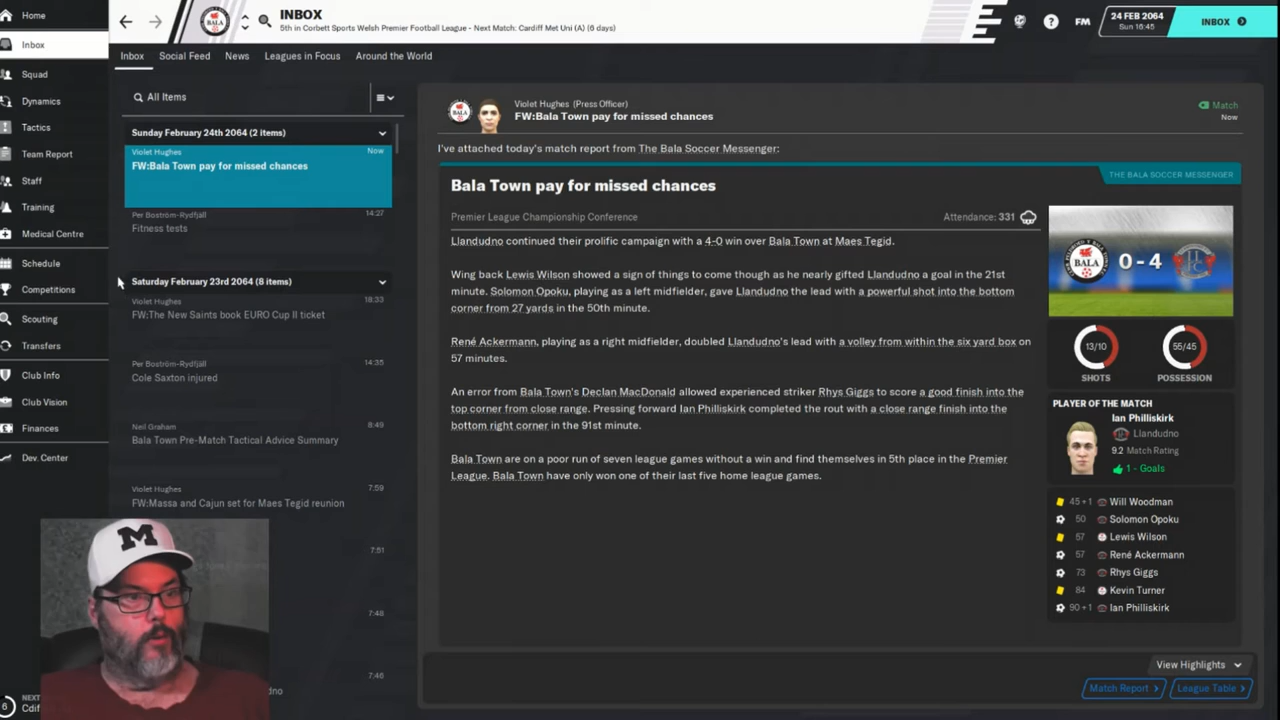 Home
Inbox
Squad
Dynamics
Tactics
Team Report
Staff
Training
Medical Centre
Schedule
Competitions
Scouting
Transfers
Club Info
Club Vision
Finances
Dev. Center
6
BALA
INBOX
5th in Corbett Sports Welsh Premier Football League - Next Match: Cardiff Met Uni (A) (6 days)
FM
24 FEB 2064
Sun 16:45
INBOX
Inbox Social Feed News Leagues in Focus Around the World
All Items
Sunday February 24th 2064 (2 items)
Violet Hughes Now
FW:Bala Town pay for missed chances
Per Boström-Rydfjäll 14:27
Fitness tests
Saturday February 23rd 2064 (8 items)
Violet Hughes 18:33
FW:The New Saints book EURO Cup II ticket
Per Boström-Rydfjäll 14:35
Cole Saxton injured
Neil Graham 8:49
Bala Town Pre-Match Tactical Advice Summary
Violet Hughes 7:59
FW:Massa and Cajun set for Maes Tegid reunion
7:51
7:48
7:46
M
BALA
Violet Hughes (Press Officer)
FW:Bala Town pay for missed chances
Match
Now
I've attached today's match report from The Bala Soccer Messenger:
THE BALA SOCCER MESSENGER
Bala Town pay for missed chances
Premier League Championship Conference Attendance: 331
Llandudno continued their prolific campaign with a 4-0 win over Bala Town at Maes Tegid.
Wing back Lewis Wilson showed a sign of things to come though as he nearly gifted Llandudno a goal in the 21st
minute. Solomon Opoku, playing as a left midfielder, gave Llandudno the lead with a powerful shot into the bottom
corner from 27 yards in the 50th minute.
René Ackermann, playing as a right midfielder, doubled Llandudno's lead with a volley from within the six yard box on
57 minutes.
An error from Bala Town's Declan MacDonald allowed experienced striker Rhys Giggs to score a good finish into the
top corner from close range. Pressing forward Ian Philliskirk completed the rout with a close range finish into the
bottom right corner in the 91st minute.
Bala Town are on a poor run of seven league games without a win and find themselves in 5th place in the Premier
League. Bala Town have only won one of their last five home league games.
BALA 0 - 4
13/10 55/45
SHOTS POSSESSION
PLAYER OF THE MATCH
Ian Philliskirk
Llandudno
9.2 Match Rating
1 - Goals
45+1 Will Woodman
50 Solomon Opoku
57 Lewis Wilson
57 René Ackermann
73 Rhys Giggs
84 Kevin Turner
90+1 Ian Philliskirk
View Highlights
Match Report
League Table